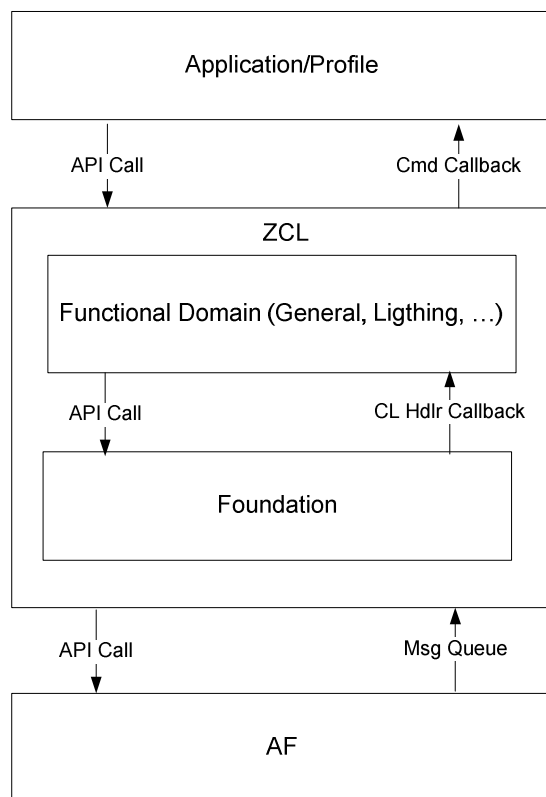 Application/Profile
API Call
Cmd Callback
ZCL
Functional Domain (General, Ligthing, …)
API Call
CL Hdlr Callback
Foundation
API Call
Msg Queue
AF